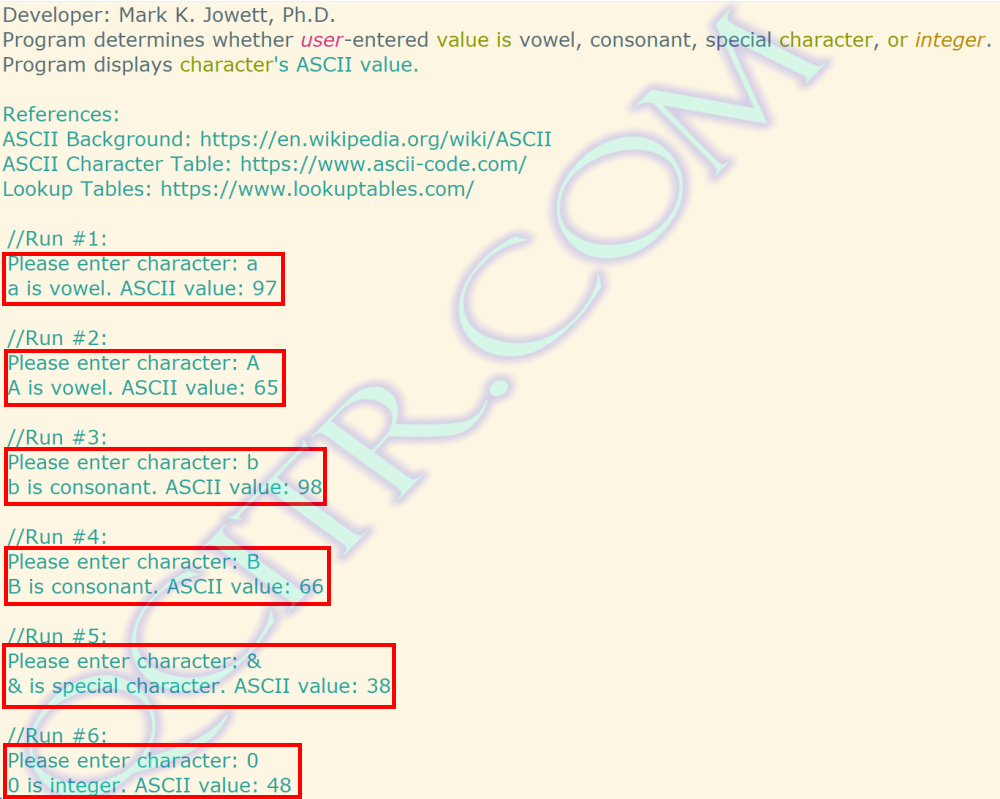 Developer: Mark K. Jowett, Ph.D.
Program determines whether user-entered value is vowel, consonant, special character, or integer.
Program displays character's ASCII value.
References:
ASCII Background: https://en.wikipedia.org/wiki/ASCII
ASCII Character Table: https://www.ascii-code.com/
Lookup Tables: https://www.lookuptables.com/
//Run #1:
Please enter character: a
a is vowel. ASCII value: 97
//Run #2:
Please enter character: A
A is vowel. ASCII value: 65
//Run #3:
Please enter character: b
b is consonant. ASCII value: 98
//Run #4:
Please enter character: B
B is consonant. ASCII value: 66
//Run #5:
Please enter character: &
& is special character. ASCII value: 38
//Run #6:
Please enter character: 0
0 is integer. ASCII value: 48
QCITR.COM